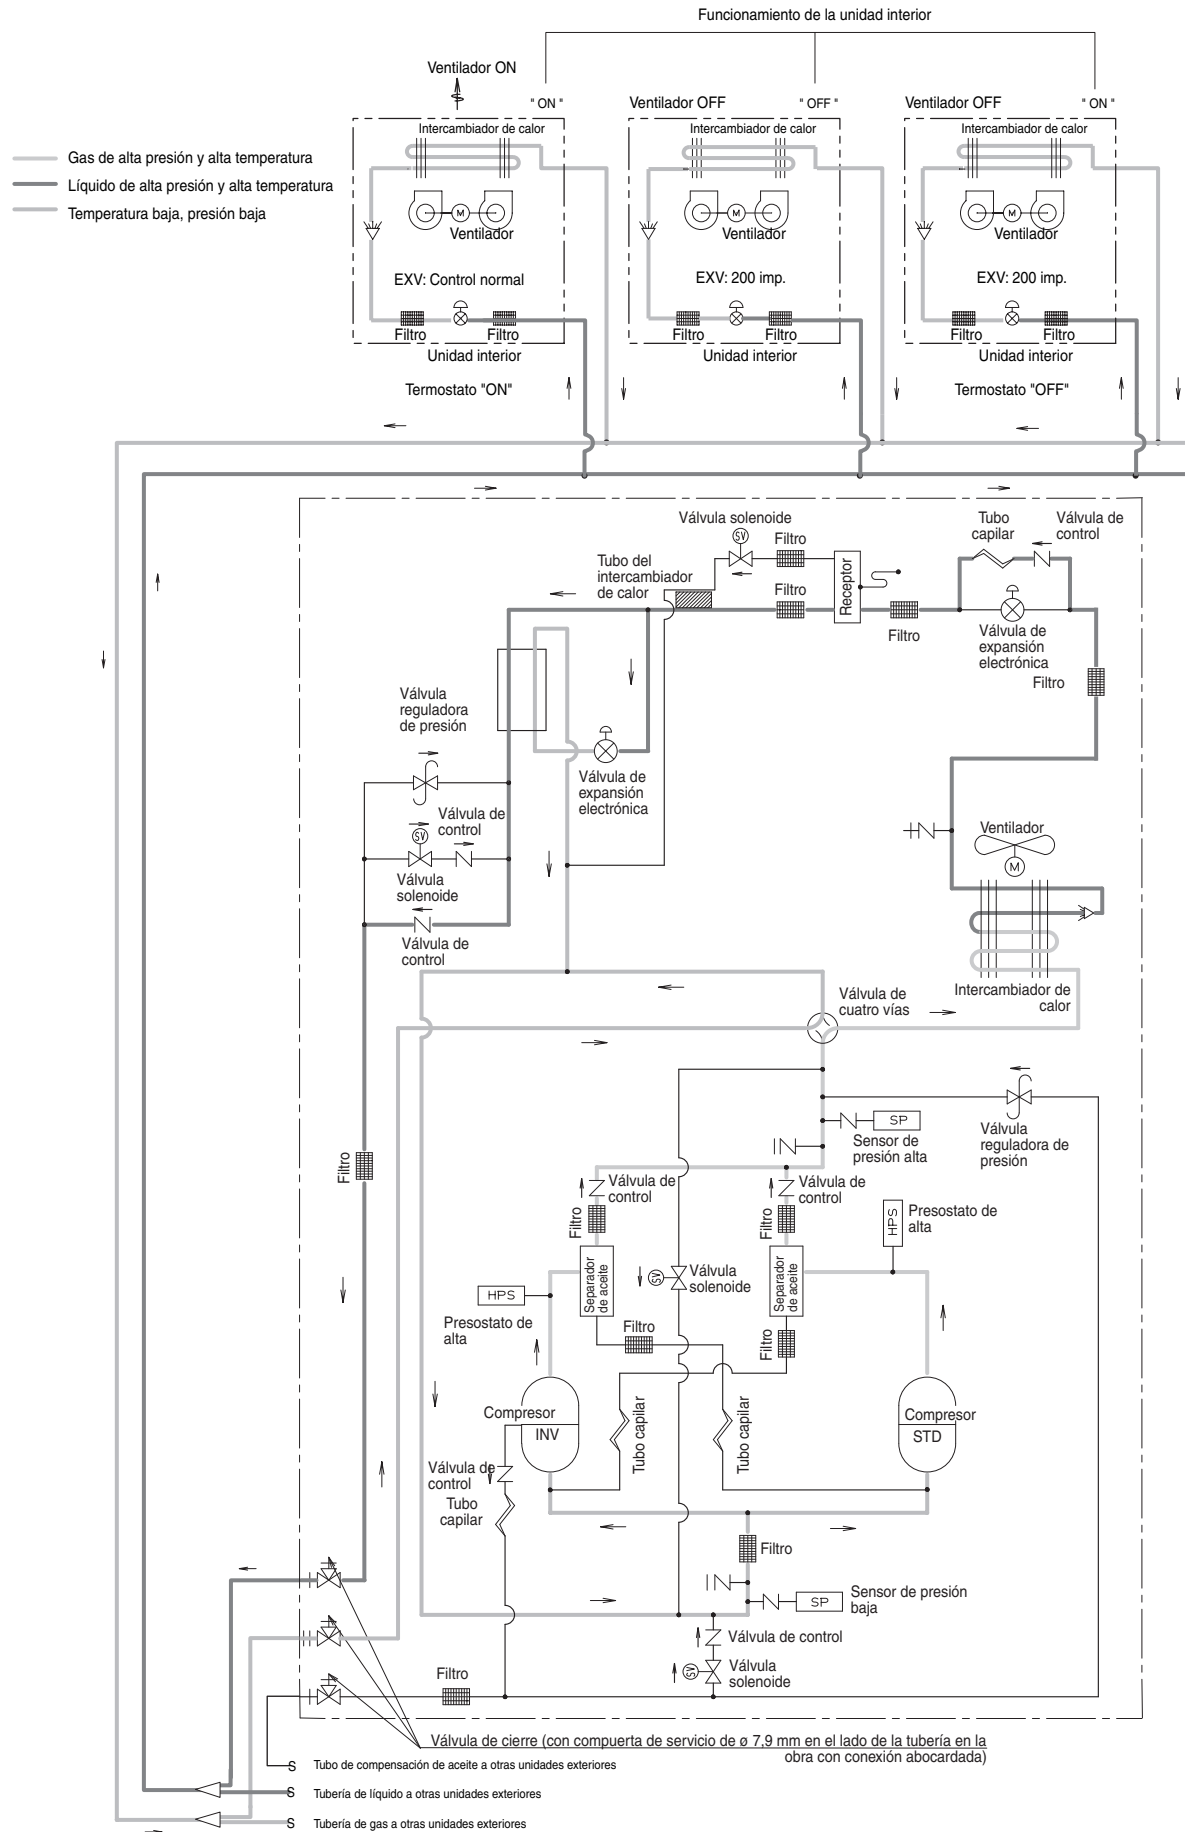 Funcionamiento de la unidad interior
Ventilador ON
" ON "
Ventilador OFF
" OFF "
Ventilador OFF
" ON "
Gas de alta presión y alta temperatura
Líquido de alta presión y alta temperatura
Temperatura baja, presión baja
Intercambiador de calor
M
Ventilador
EXV: Control normal
Filtro
Filtro
Unidad interior
Termostato "ON"
Intercambiador de calor
M
Ventilador
EXV: 200 imp.
Filtro
Filtro
Unidad interior
Intercambiador de calor
M
Ventilador
EXV: 200 imp.
Filtro
Filtro
Unidad interior
Termostato "OFF"
Válvula solenoide
SV
Filtro
Tubo del
intercambiador
de calor
Filtro
Receptor
Filtro
Tubo
capilar
Válvula de
control
Válvula de
expansión
electrónica
Filtro
Válvula
reguladora
de presión
Válvula de
expansión
electrónica
Válvula de
control
SV
Válvula
solenoide
Válvula de
control
Ventilador
M
Intercambiador de
calor
Válvula de
cuatro vías
SP
Sensor de
presión alta
Válvula
reguladora de
presión
Filtro
Válvula de
control
Válvula de
control
Filtro
Filtro
HPS
Presostato de
alta
Separador
de aceite
SV
Válvula
solenoide
Separador
de aceite
HPS
Presostato de
alta
Filtro
Filtro
Compresor
INV
Tubo capilar
Tubo capilar
Compresor
STD
Válvula de
control
Tubo
capilar
Filtro
SP
Sensor de presión
baja
Válvula de control
SV
Válvula
solenoide
Filtro
Válvula de cierre (con compuerta de servicio de ø 7,9 mm en el lado de la tubería en la
obra con conexión abocardada)
S Tubo de compensación de aceite a otras unidades exteriores
S Tubería de líquido a otras unidades exteriores
S Tubería de gas a otras unidades exteriores